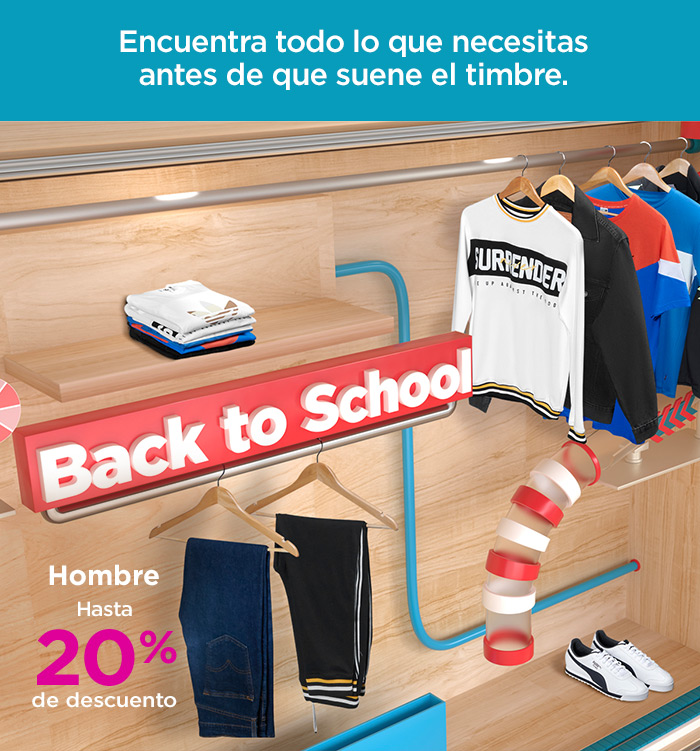 Encuentra todo lo que necesitas
antes de que suene el timbre.
SURRENDER
Back to School
Hombre
Hasta
20%
de descuento